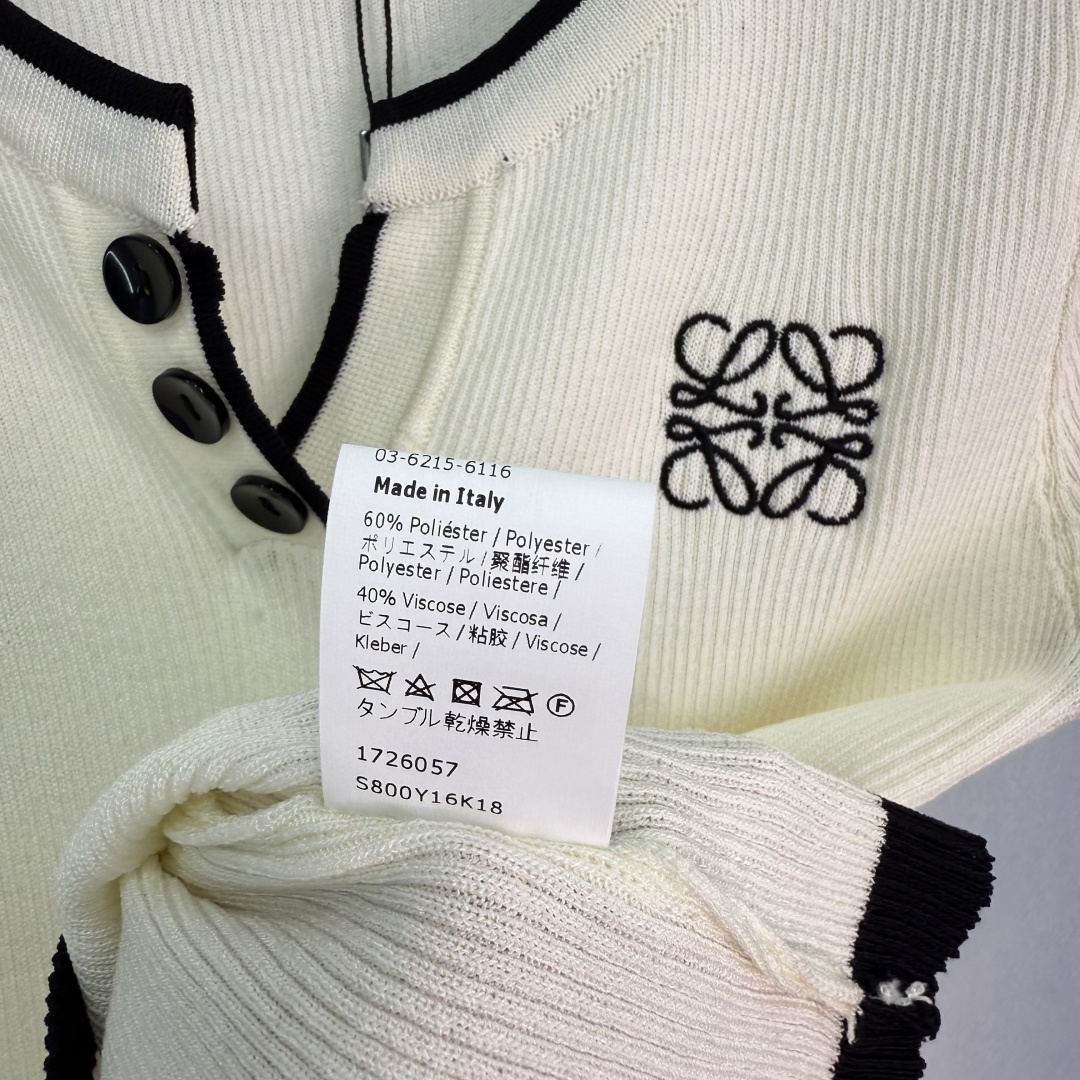 03-6215-6116
Made in Italy
60% Poliéster / Polyester /
ポリエステル / 聚酯纤维 /
Polyester / Poliestere /
40% Viscose / Viscosa /
ビスコース / 粘胶 / Viscose /
Kleber /
F
タンブル乾燥禁止
1726057
S800Y16K18